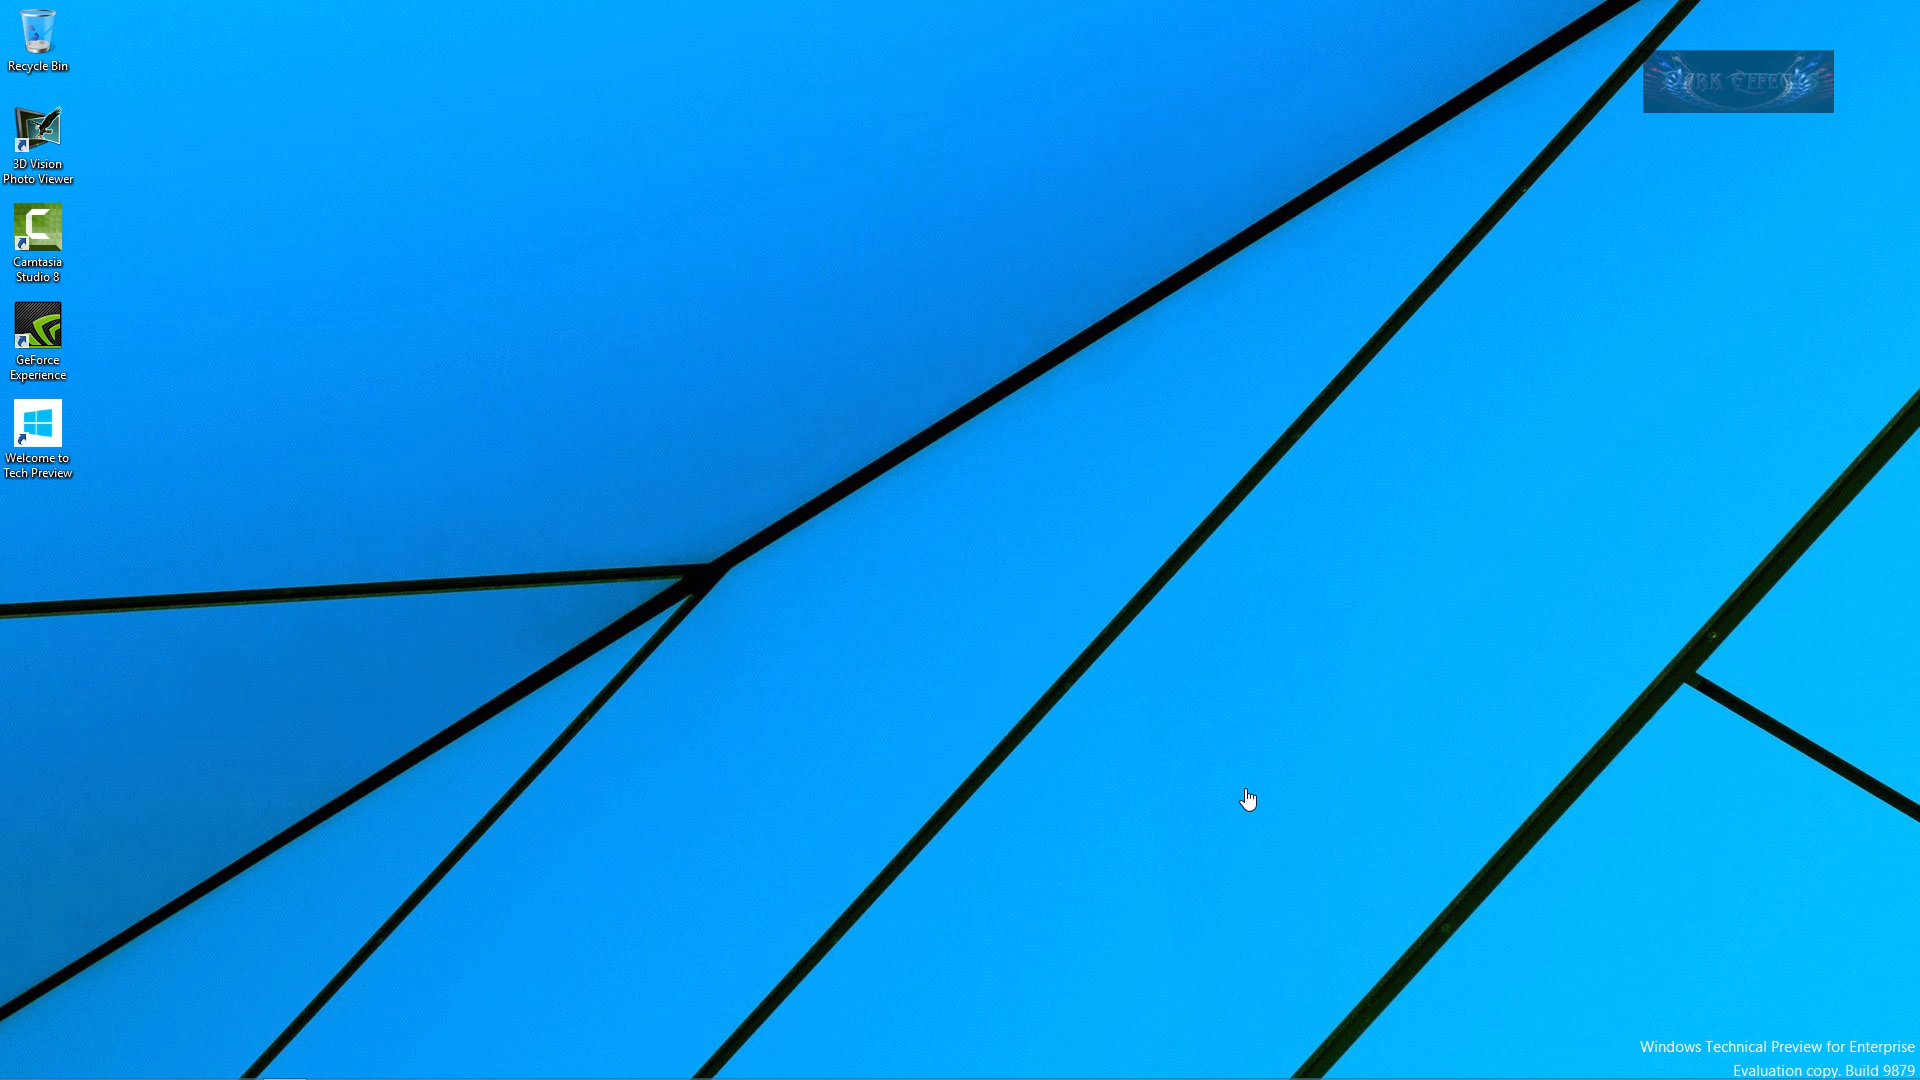 Recycle Bin
3D Vision
Photo Viewer
Camtasia
Studio 8
GeForce
Experience
Welcome to
Tech Preview
Windows Technical Preview for Enterprise
Evaluation copy. Build 9879